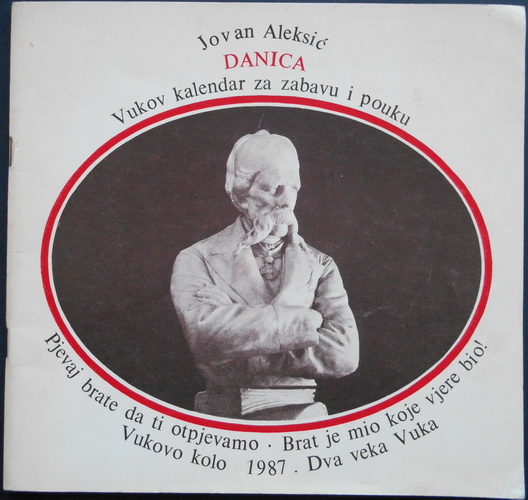 Jovan Aleksić
DANICA
Vukov kalendar za zabavu i pouku
Pjevaj brate da ti otpjevamo · Brat je mio koje vjere bio!
Vukovo kolo 1987 . Dva veka Vuka